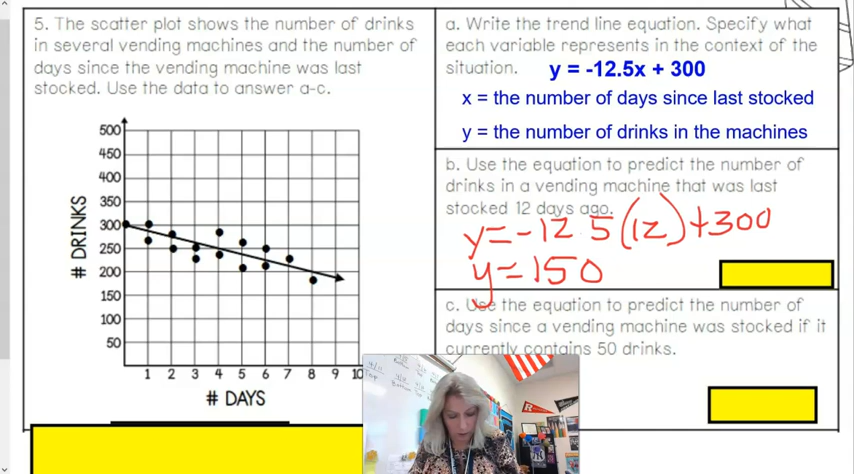 5. The scatter plot shows the number of drinks
in several vending machines and the number of
days since the vending machine was last
stocked. Use the data to answer a-c.
500
450
400
350
300
250
200
150
100
50
# DRINKS
1 2 3 4 5 6 7 8 9 10
# DAYS
a. Write the trend line equation. Specify what
each variable represents in the context of the
situation. y = -12.5x + 300
x = the number of days since last stocked
y = the number of drinks in the machines
b. Use the equation to predict the number of
drinks in a vending machine that was last
stocked 12 days ago.
y=-12.5(12)+300
y=150
c. Use the equation to predict the number of
days since a vending machine was stocked if it
currently contains 50 drinks.